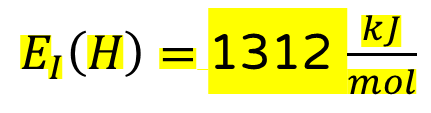 E_I(H) = 1312 kJ/mol